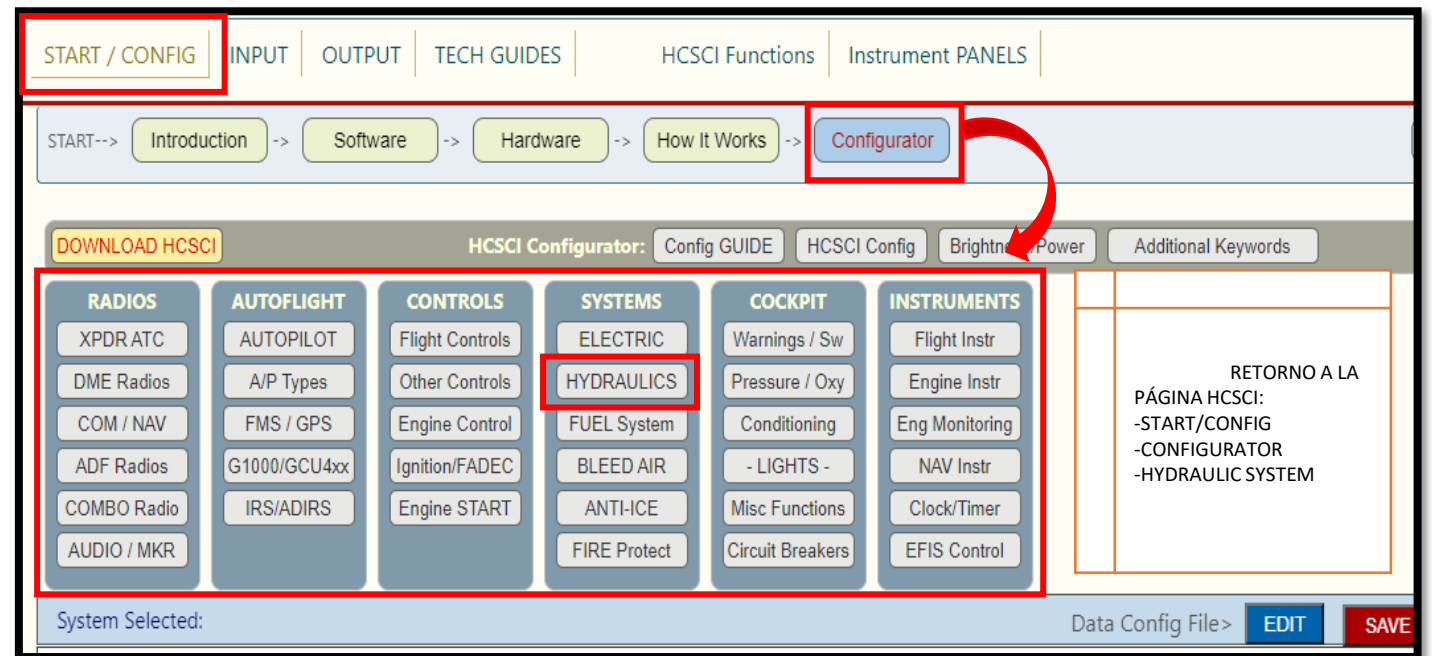 START / CONFIG INPUT OUTPUT TECH GUIDES HCSCI Functions Instrument PANELS
START--> Introduction -> Software -> Hardware -> How It Works -> Configurator
DOWNLOAD HCSCI HCSCI Configurator: Config GUIDE HCSCI Config Brightne /Power Additional Keywords
RADIOS AUTOFLIGHT CONTROLS SYSTEMS COCKPIT INSTRUMENTS
XPDR ATC AUTOPILOT Flight Controls ELECTRIC Warnings / Sw Flight Instr
DME Radios A/P Types Other Controls HYDRAULICS Pressure / Oxy Engine Instr
COM / NAV FMS / GPS Engine Control FUEL System Conditioning Eng Monitoring
ADF Radios G1000/GCU4xx Ignition/FADEC BLEED AIR - LIGHTS - NAV Instr
COMBO Radio IRS/ADIRS Engine START ANTI-ICE Misc Functions Clock/Timer
AUDIO / MKR FIRE Protect Circuit Breakers EFIS Control
RETORNO A LA
PÁGINA HCSCI:
-START/CONFIG
-CONFIGURATOR
-HYDRAULIC SYSTEM
System Selected: Data Config File> EDIT SAVE